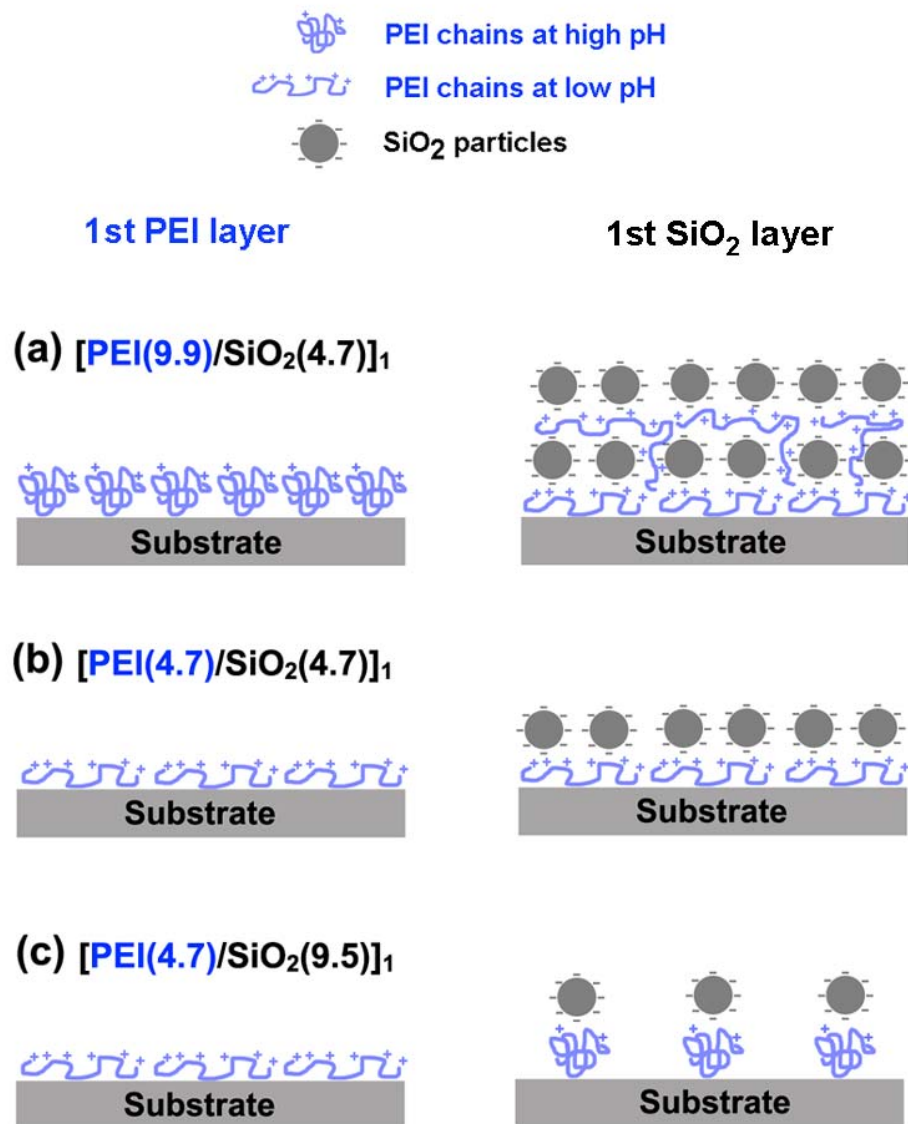 PEI chains at high pH
PEI chains at low pH
SiO₂ particles
1st PEI layer
1st SiO₂ layer
(a) [PEI(9.9)/SiO₂(4.7)]₁
Substrate
Substrate
(b) [PEI(4.7)/SiO₂(4.7)]₁
Substrate
Substrate
(c) [PEI(4.7)/SiO₂(9.5)]₁
Substrate
Substrate